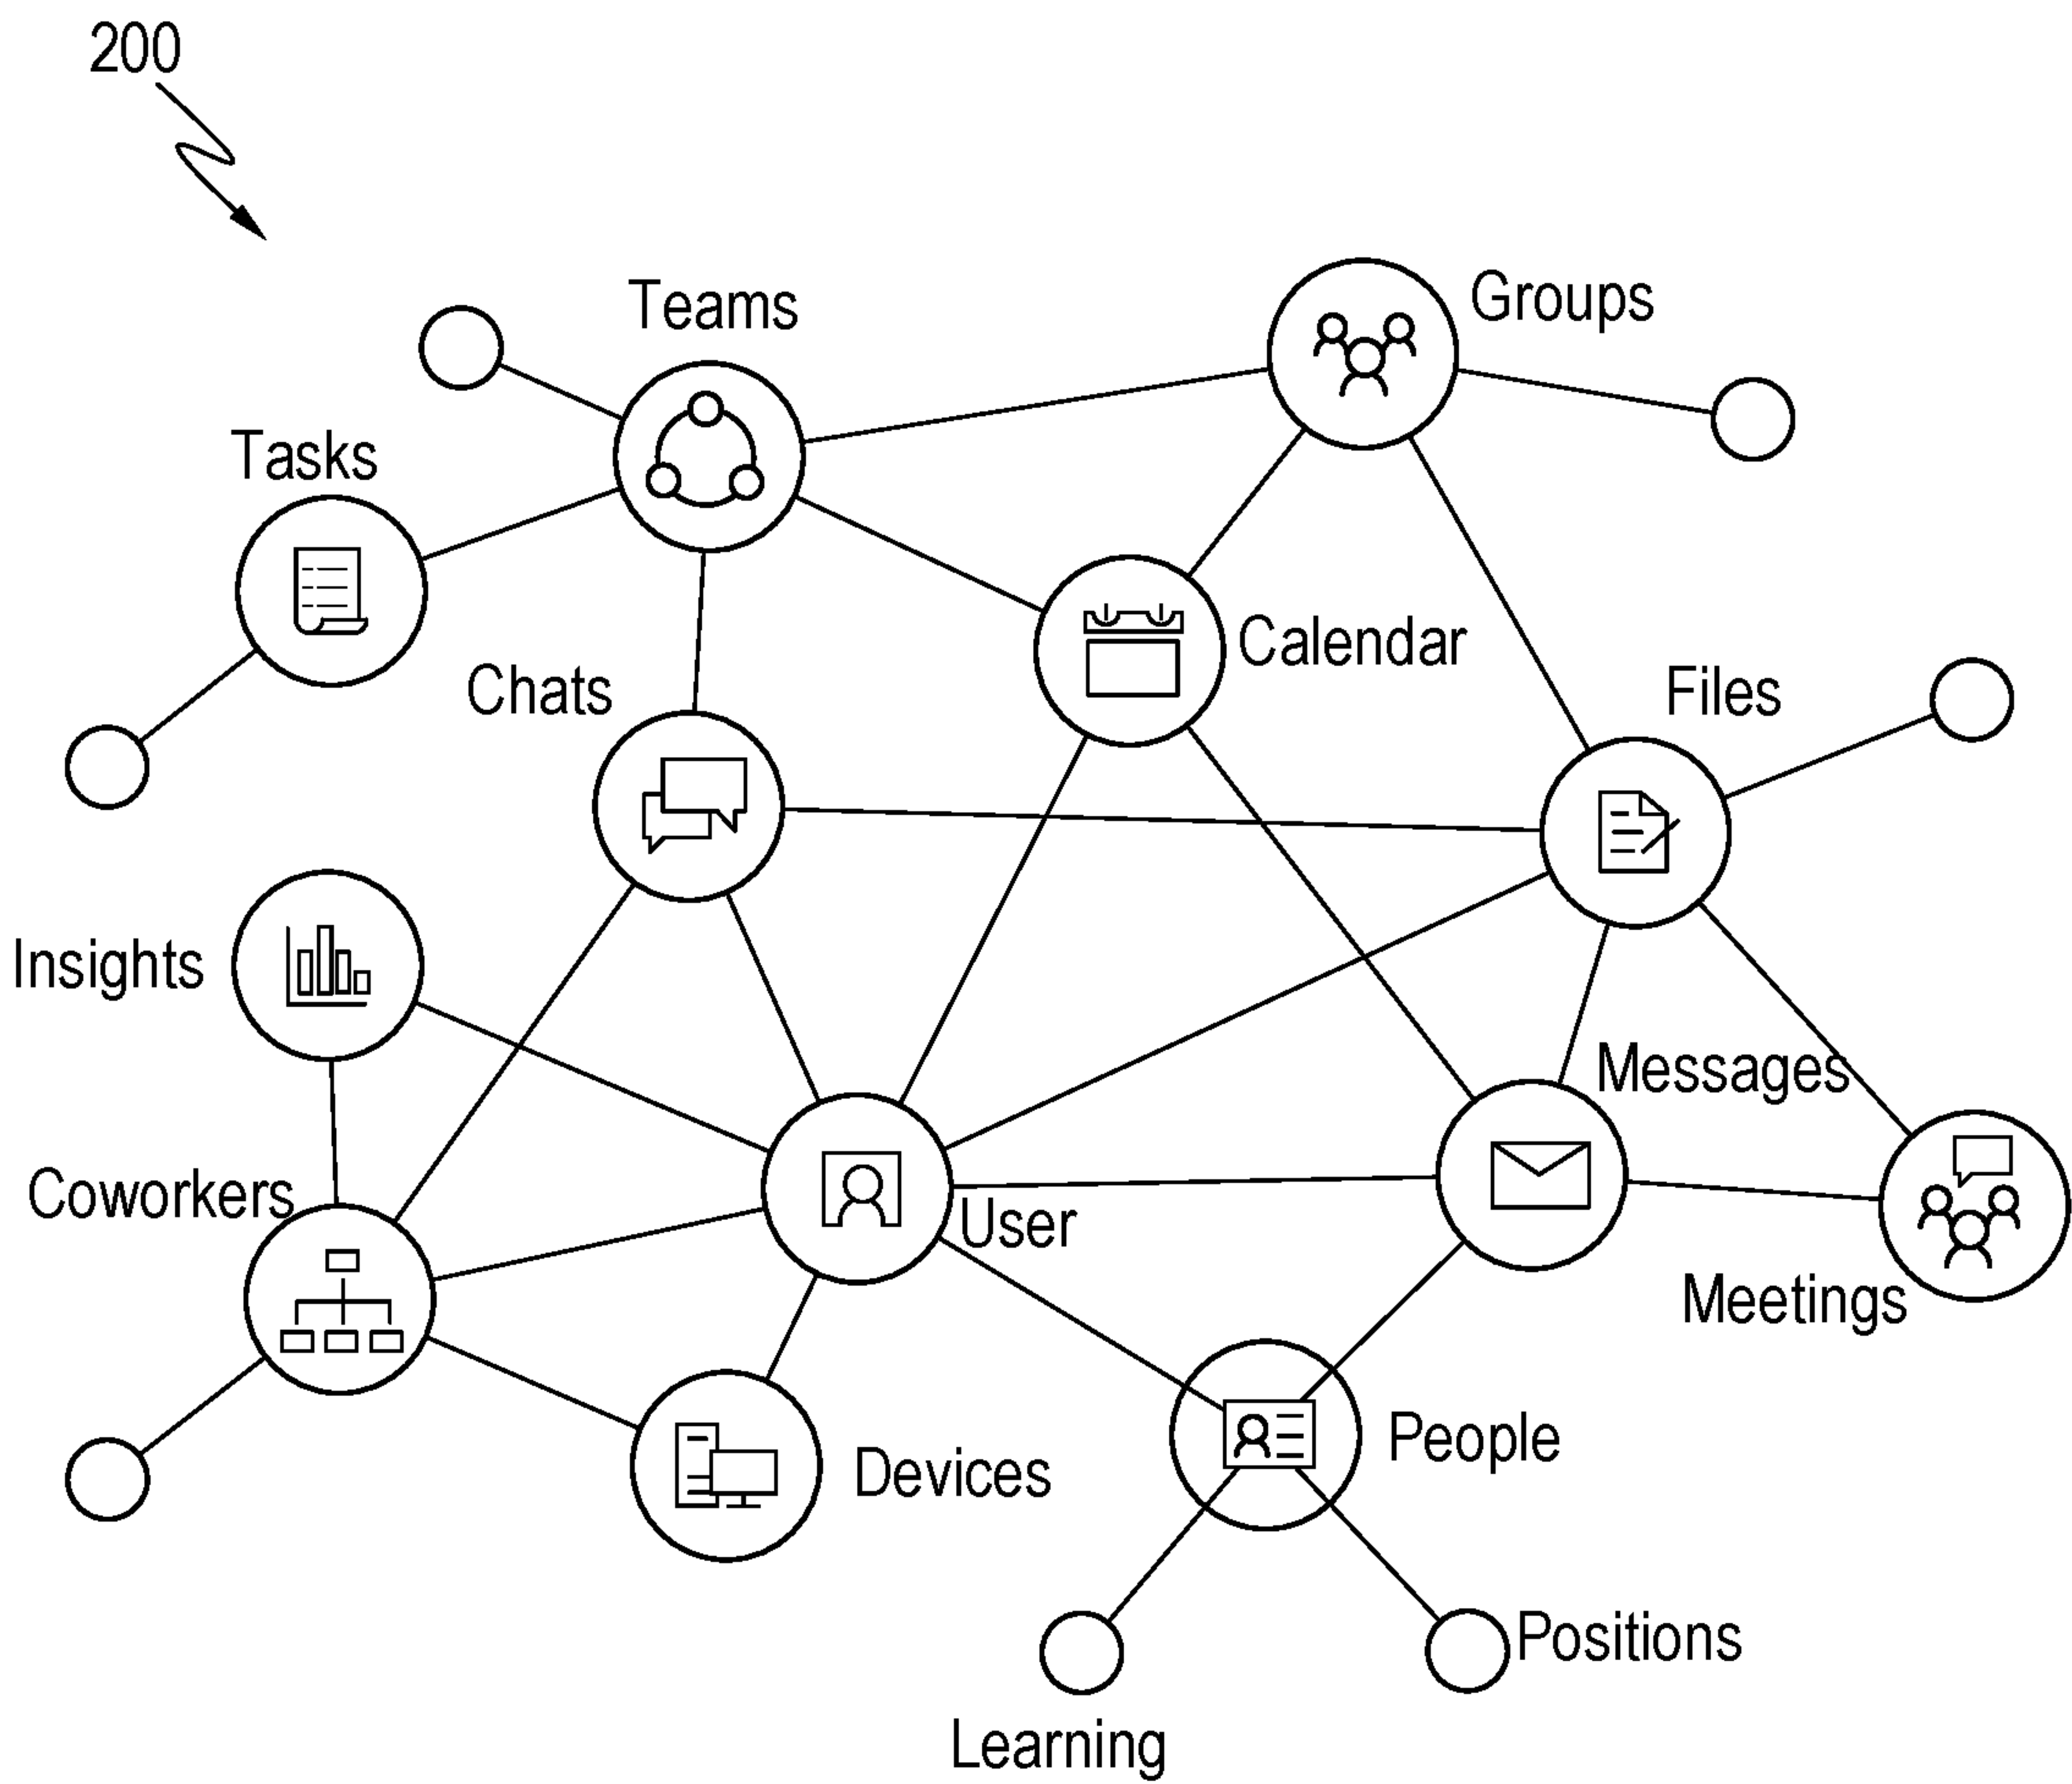 200
Teams
Groups
Tasks
Calendar
Chats
Files
Insights
Messages
Coworkers
User
Meetings
People
Devices
Positions
Learning